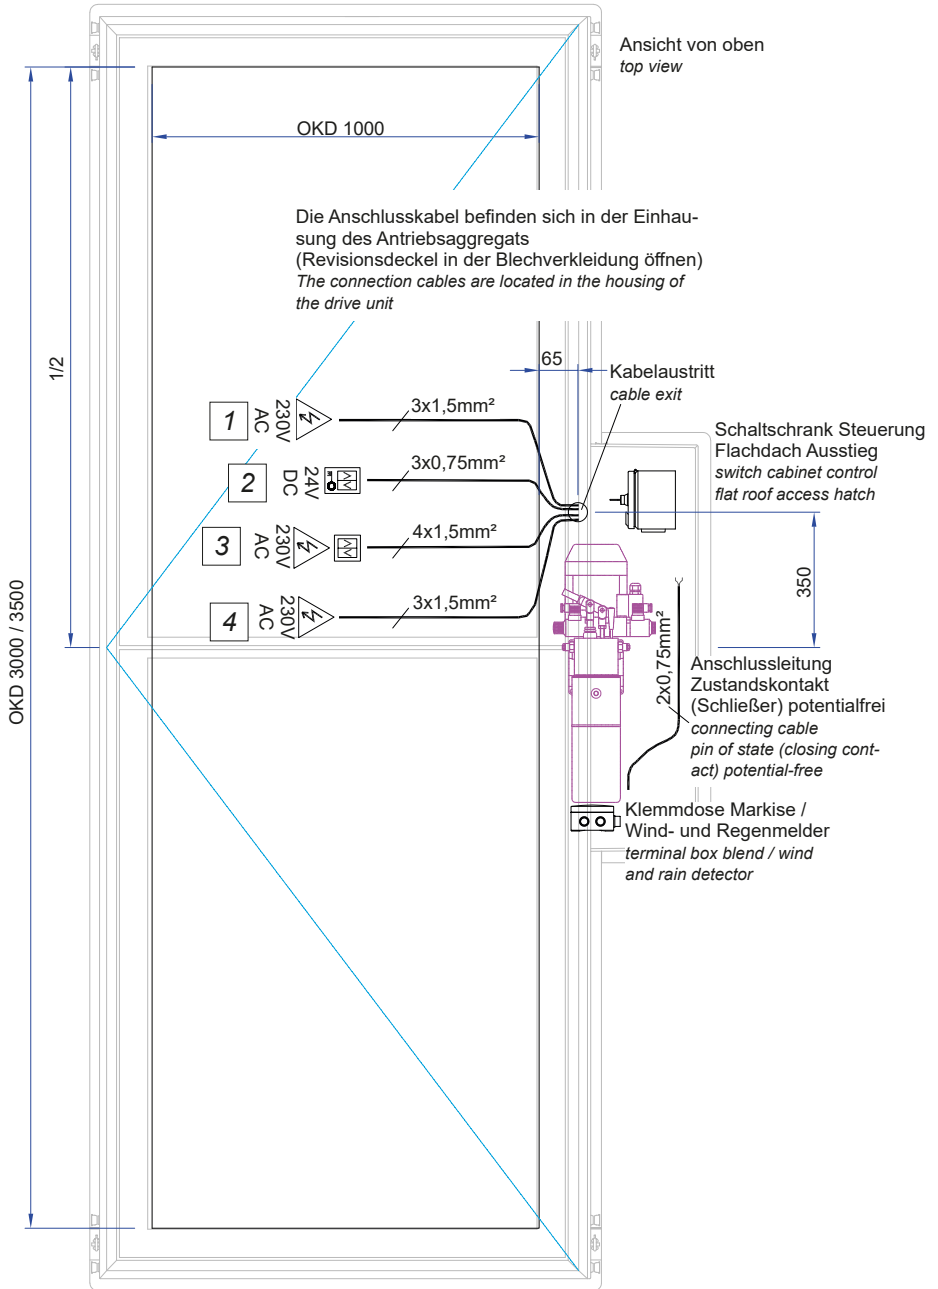 Ansicht von oben
top view
OKD 1000
Die Anschlusskabel befinden sich in der Einhau-
sung des Antriebsaggregats
(Revisionsdeckel in der Blechverkleidung öffnen)
The connection cables are located in the housing of
the drive unit
65
1/2
Kabelaustritt
cable exit
1
230V
AC
3x1,5mm²
Schaltschrank Steuerung
Flachdach Ausstieg
switch cabinet control
flat roof access hatch
2
24V
DC
3x0,75mm²
3
230V
AC
4x1,5mm²
350
4
230V
AC
3x1,5mm²
OKD 3000 / 3500
2x0,75mm²
Anschlussleitung
Zustandskontakt
(Schließer) potentialfrei
connecting cable
pin of state (closing cont-
act) potential-free
Klemmdose Markise /
Wind- und Regenmelder
terminal box blend / wind
and rain detector